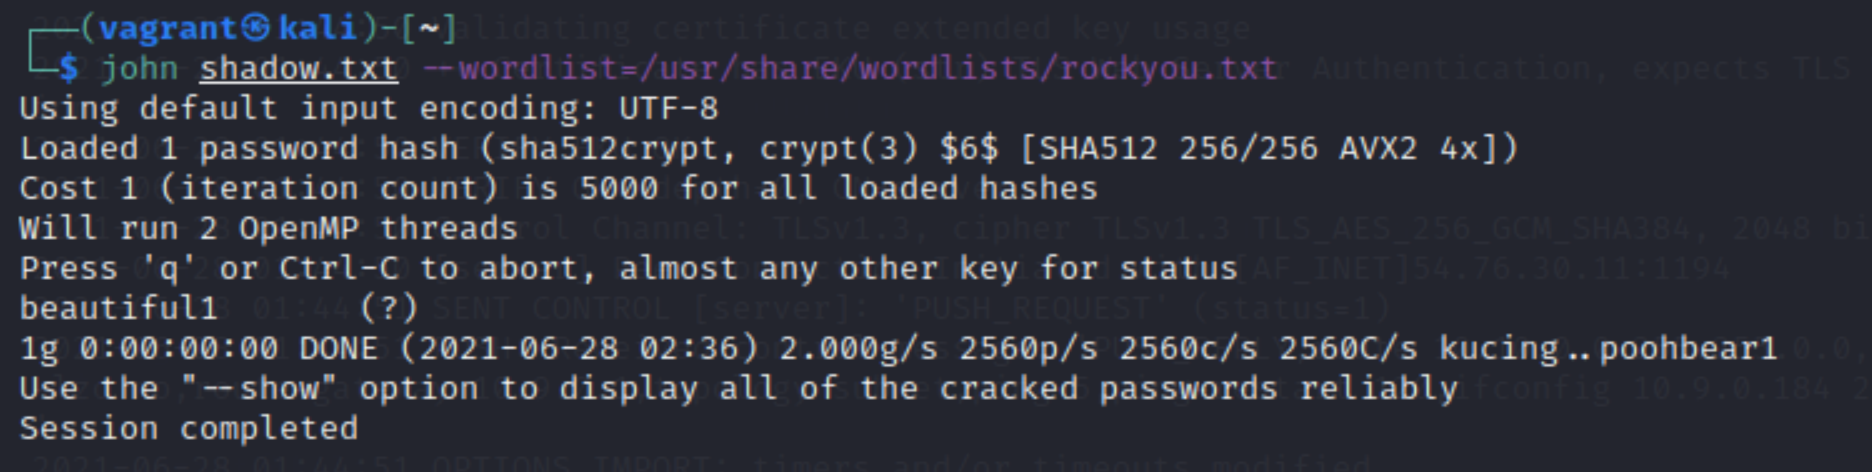 ┌──(vagrant㉿kali)-[~]
└─$ john shadow.txt --wordlist=/usr/share/wordlists/rockyou.txt
Using default input encoding: UTF-8
Loaded 1 password hash (sha512crypt, crypt(3) $6$ [SHA512 256/256 AVX2 4x])
Cost 1 (iteration count) is 5000 for all loaded hashes
Will run 2 OpenMP threads
Press 'q' or Ctrl-C to abort, almost any other key for status
beautiful1       (?)
1g 0:00:00:00 DONE (2021-06-28 02:36) 2.000g/s 2560p/s 2560c/s 2560C/s kucing..poohbear1
Use the "--show" option to display all of the cracked passwords reliably
Session completed